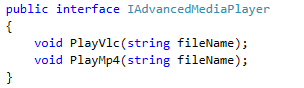 public interface IAdvancedMediaPlayer
{
    void PlayVlc(string fileName);
    void PlayMp4(string fileName);
}